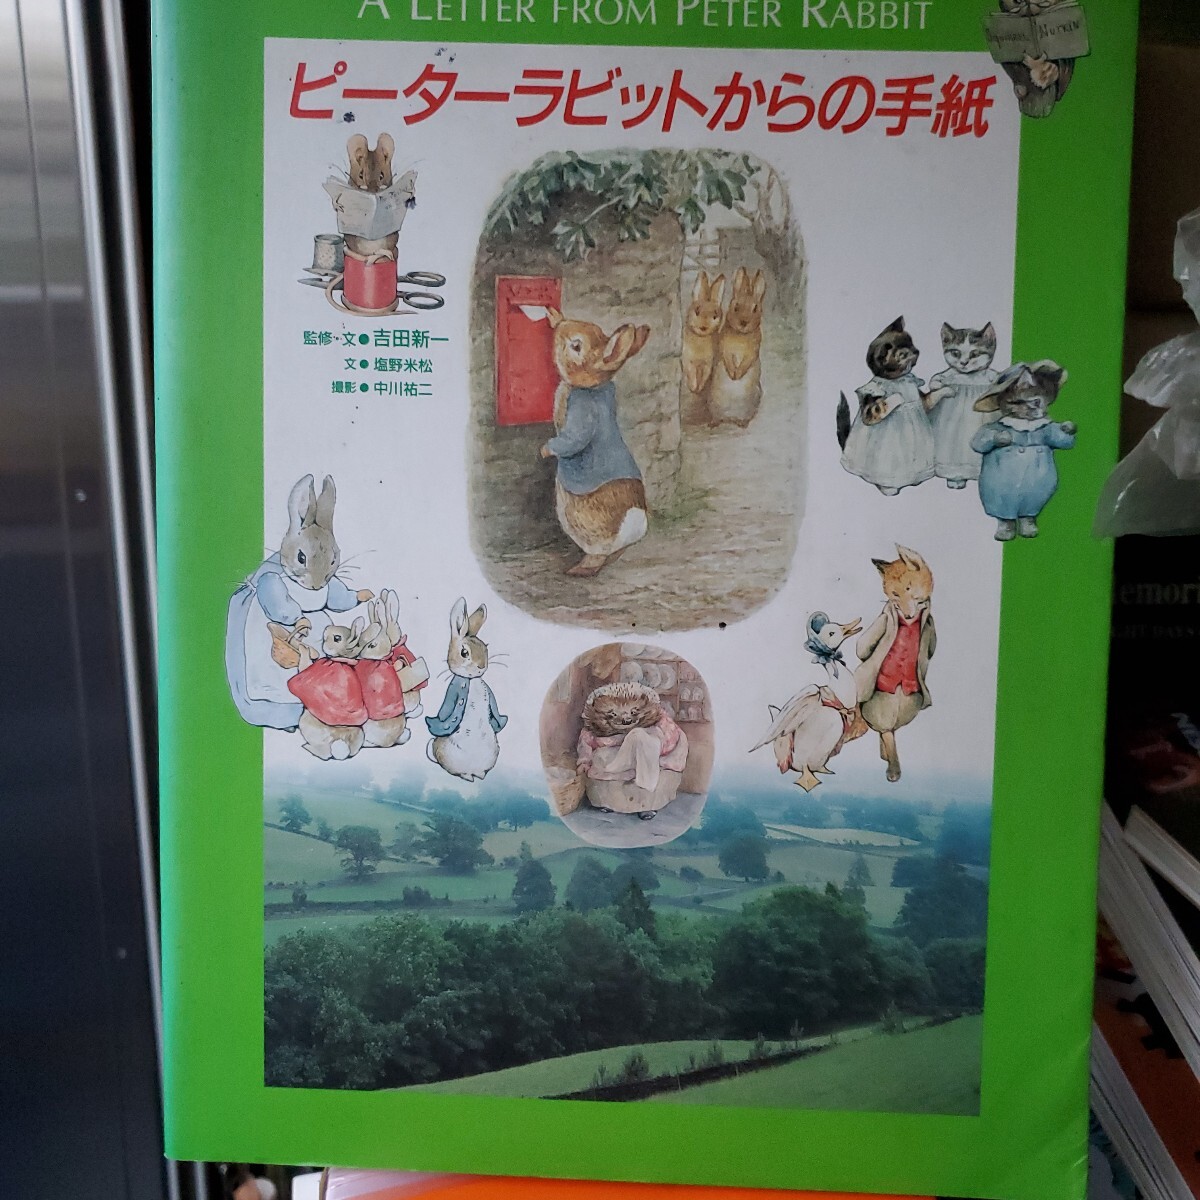 A LETTER FROM PETER RABBIT
ピーターラビットからの手紙
監修・文●吉田新一
文●塩野米松
撮影●中川祐二